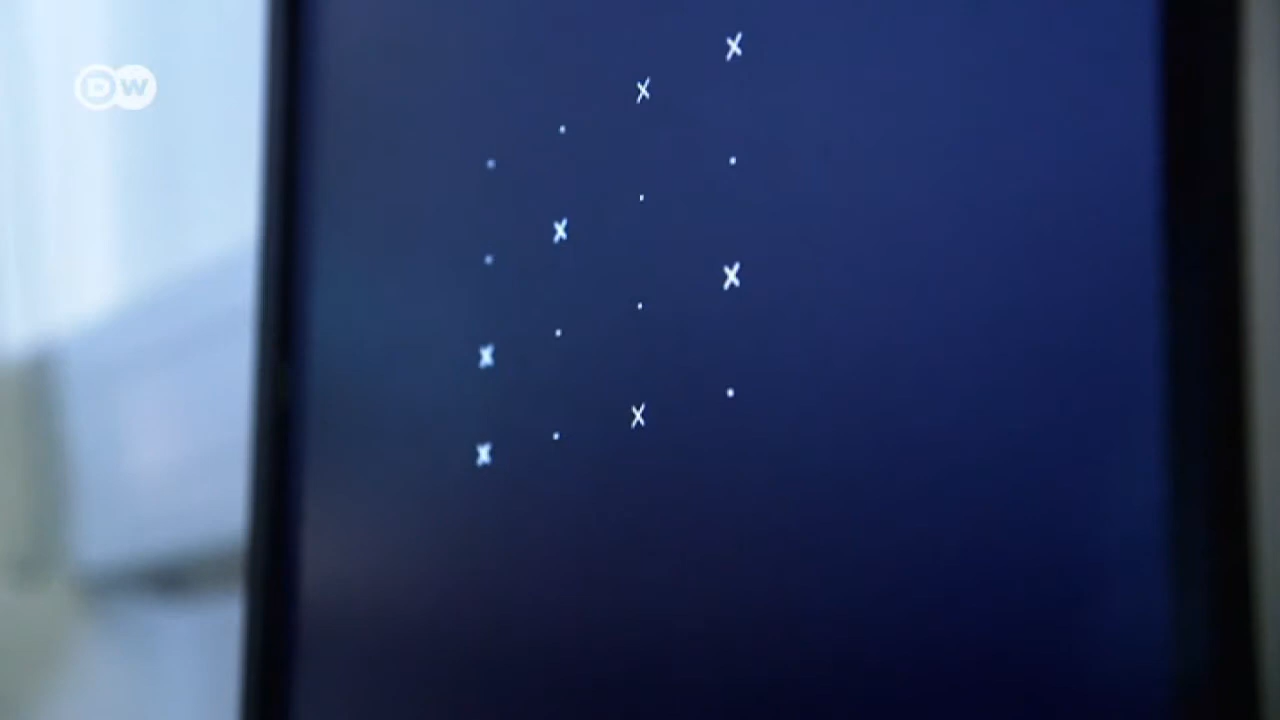 DW
. . x x
. x . .
x . . x
x . x .